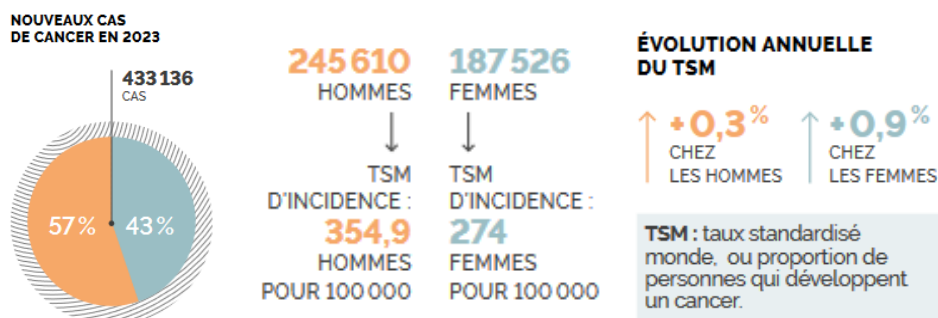 NOUVEAUX CAS
DE CANCER EN 2023
433 136
CAS
57 %
43 %
245 610
HOMMES
TSM
D'INCIDENCE :
354,9
HOMMES
POUR 100 000
187 526
FEMMES
TSM
D'INCIDENCE :
274
FEMMES
POUR 100 000
ÉVOLUTION ANNUELLE
DU TSM
+0,3 %
CHEZ
LES HOMMES
+0,9 %
CHEZ
LES FEMMES
TSM : taux standardisé
monde, ou proportion de
personnes qui développent
un cancer.